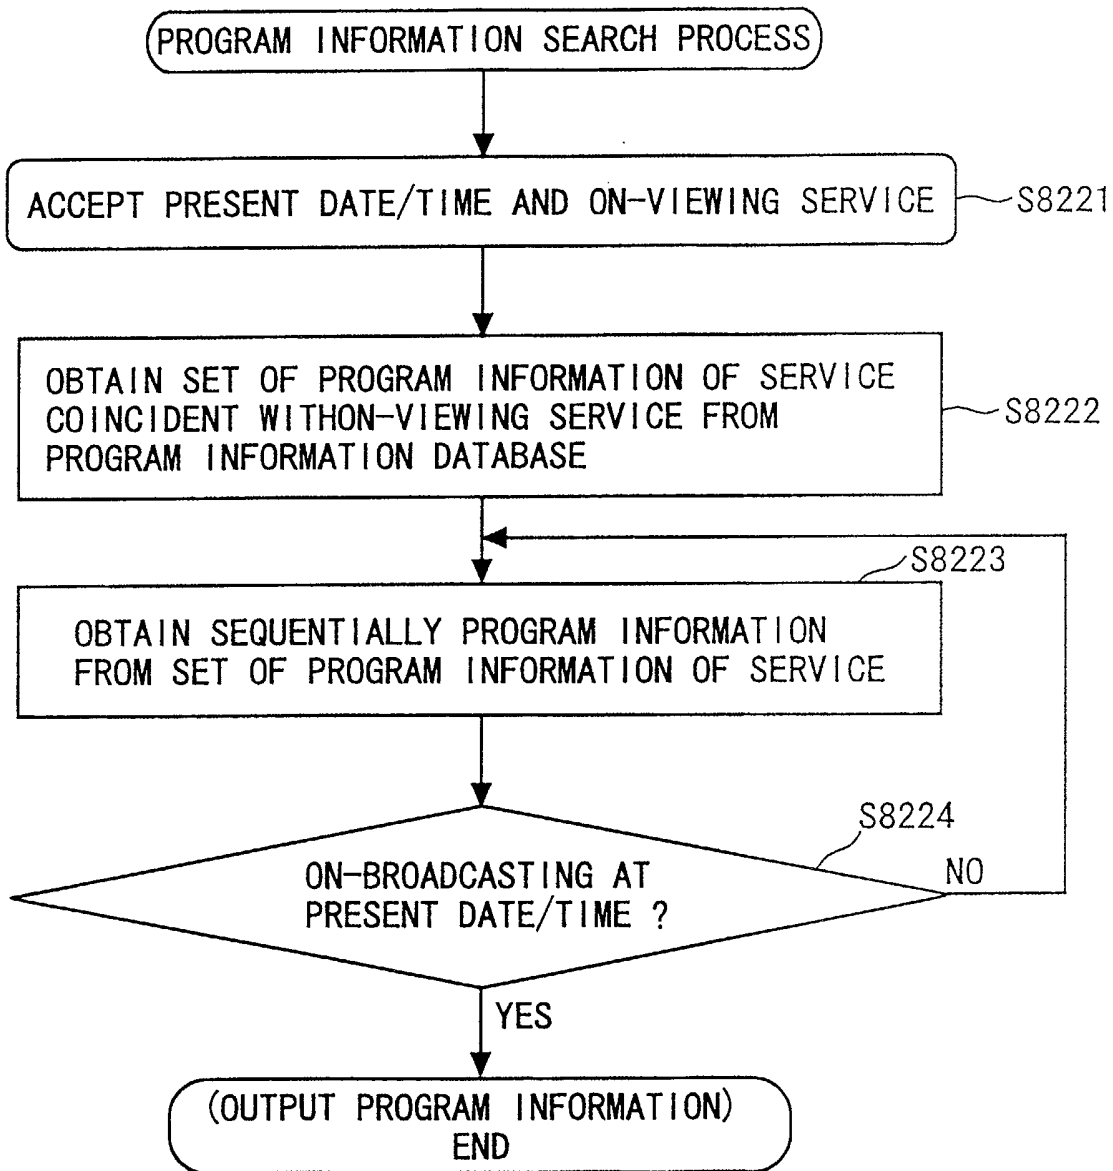 PROGRAM INFORMATION SEARCH PROCESS
ACCEPT PRESENT DATE/TIME AND ON-VIEWING SERVICE
S8221
OBTAIN SET OF PROGRAM INFORMATION OF SERVICE
COINCIDENT WITHON-VIEWING SERVICE FROM
PROGRAM INFORMATION DATABASE
S8222
S8223
OBTAIN SEQUENTIALLY PROGRAM INFORMATION
FROM SET OF PROGRAM INFORMATION OF SERVICE
S8224
ON-BROADCASTING AT
PRESENT DATE/TIME ?
NO
YES
(OUTPUT PROGRAM INFORMATION)
END